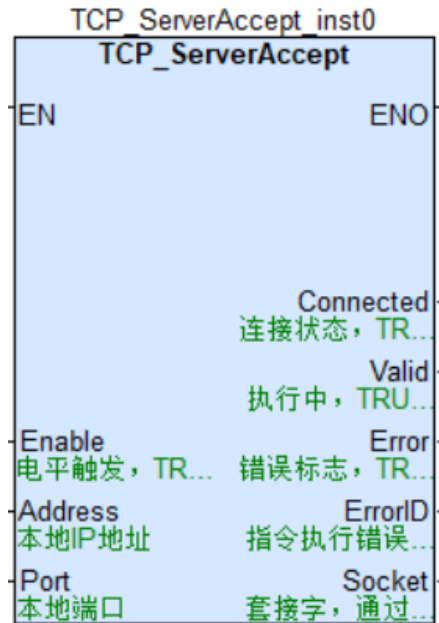 TCP_ServerAccept_inst0
TCP_ServerAccept
EN ENO
Connected
连接状态，TR...
Valid
执行中，TRU...
Enable Error
电平触发，TR... 错误标志，TR...
Address ErrorID
本地IP地址 指令执行错误...
Port Socket
本地端口 套接字，通过...